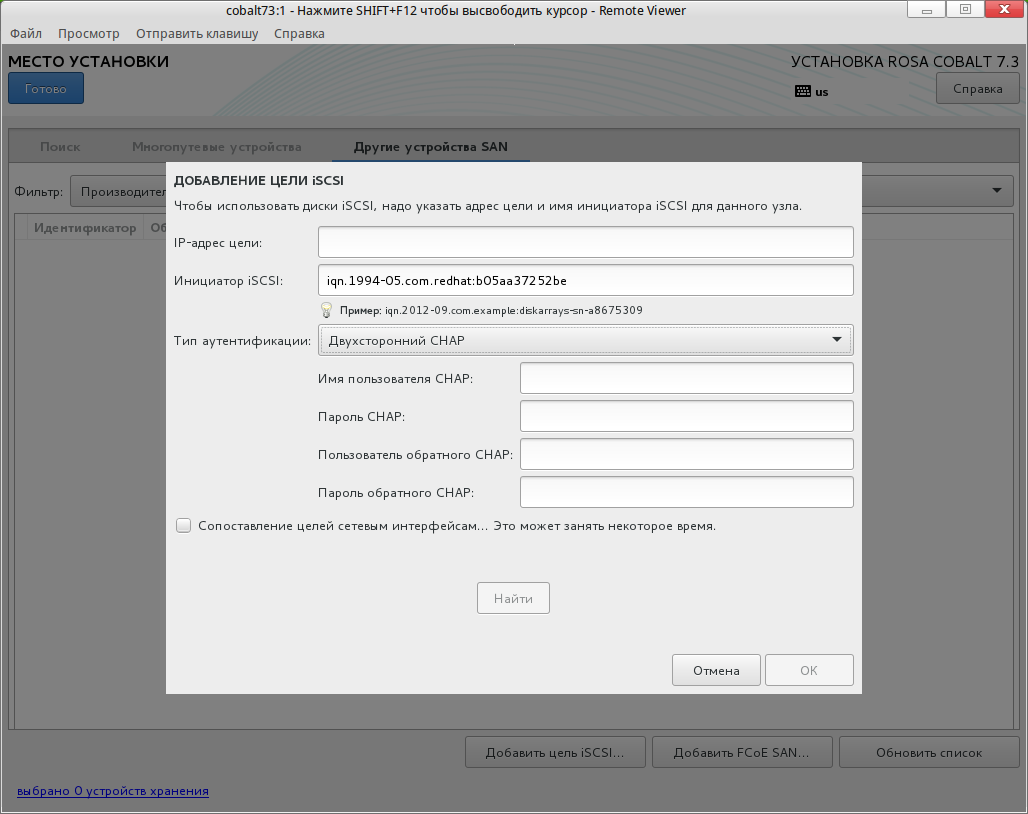 cobalt73:1 - Нажмите SHIFT+F12 чтобы высвободить курсор - Remote Viewer
Файл Просмотр Отправить клавишу Справка
МЕСТО УСТАНОВКИ УСТАНОВКА ROSA COBALT 7.3
Готово us Справка
Поиск Многопутевые устройства Другие устройства SAN
Фильтр: Производител
Идентификатор Об
ДОБАВЛЕНИЕ ЦЕЛИ iSCSI
Чтобы использовать диски iSCSI, надо указать адрес цели и имя инициатора iSCSI для данного узла.
IP-адрес цели:
Инициатор iSCSI: iqn.1994-05.com.redhat:b05aa37252be
Пример: iqn.2012-09.com.example:diskarrays-sn-a8675309
Тип аутентификации: Двухсторонний CHAP
Имя пользователя CHAP:
Пароль CHAP:
Пользователь обратного CHAP:
Пароль обратного CHAP:
Сопоставление целей сетевым интерфейсам... Это может занять некоторое время.
Найти
Отмена OK
Добавить цель iSCSI... Добавить FCoE SAN... Обновить список
выбрано 0 устройств хранения